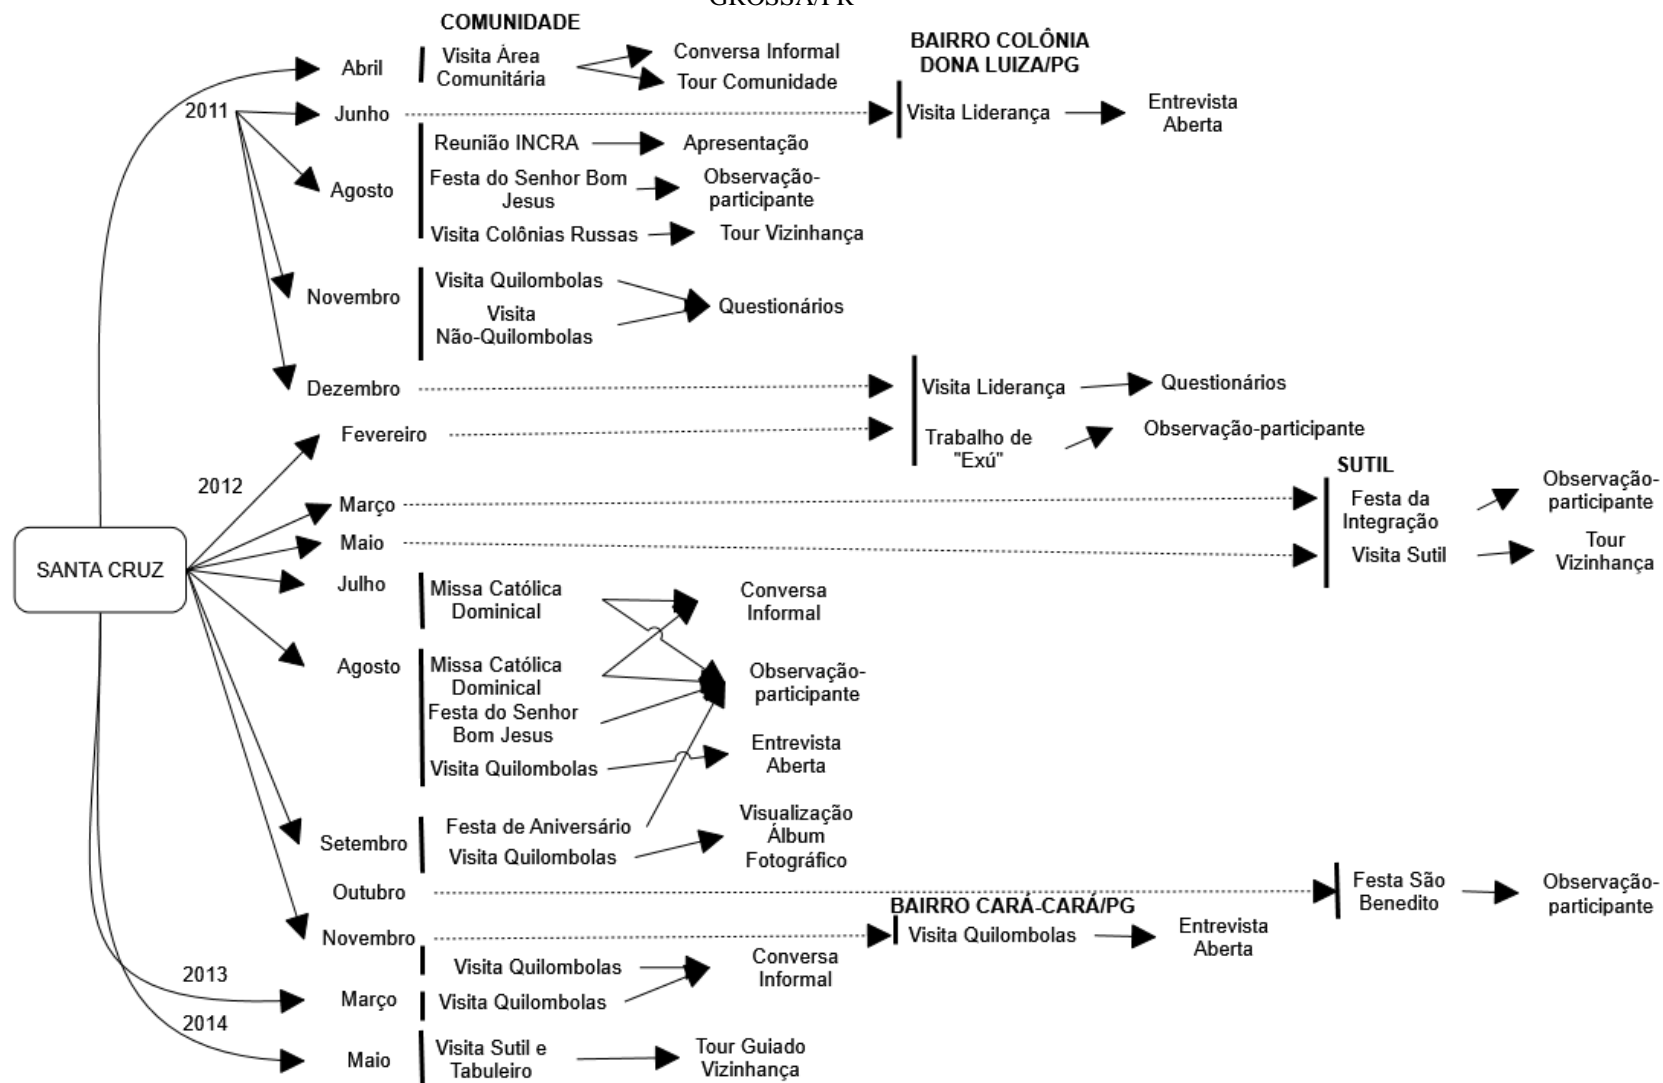 GROSSA/PR
COMUNIDADE
BAIRRO COLÔNIA
DONA LUIZA/PG
Abril
Visita Área
Comunitária
Conversa Informal
Tour Comunidade
2011
Junho
Visita Liderança
Entrevista
Aberta
Agosto
Reunião INCRA
Apresentação
Festa do Senhor Bom
Jesus
Observação-
participante
Visita Colônias Russas
Tour Vizinhança
Novembro
Visita Quilombolas
Visita
Não-Quilombolas
Questionários
Dezembro
Visita Liderança
Questionários
2012
Fevereiro
Trabalho de
"Exú"
Observação-participante
SUTIL
Março
Festa da
Integração
Observação-
participante
Maio
Visita Sutil
Tour
Vizinhança
SANTA CRUZ
Julho
Missa Católica
Dominical
Conversa
Informal
Agosto
Missa Católica
Dominical
Observação-
participante
Festa do Senhor
Bom Jesus
Visita Quilombolas
Entrevista
Aberta
Setembro
Festa de Aniversário
Visita Quilombolas
Visualização
Álbum
Fotográfico
Outubro
Festa São
Benedito
Observação-
participante
BAIRRO CARÁ-CARÁ/PG
Novembro
Visita Quilombolas
Entrevista
Aberta
Visita Quilombolas
Conversa
Informal
2013
Março
Visita Quilombolas
2014
Maio
Visita Sutil e
Tabuleiro
Tour Guiado
Vizinhança